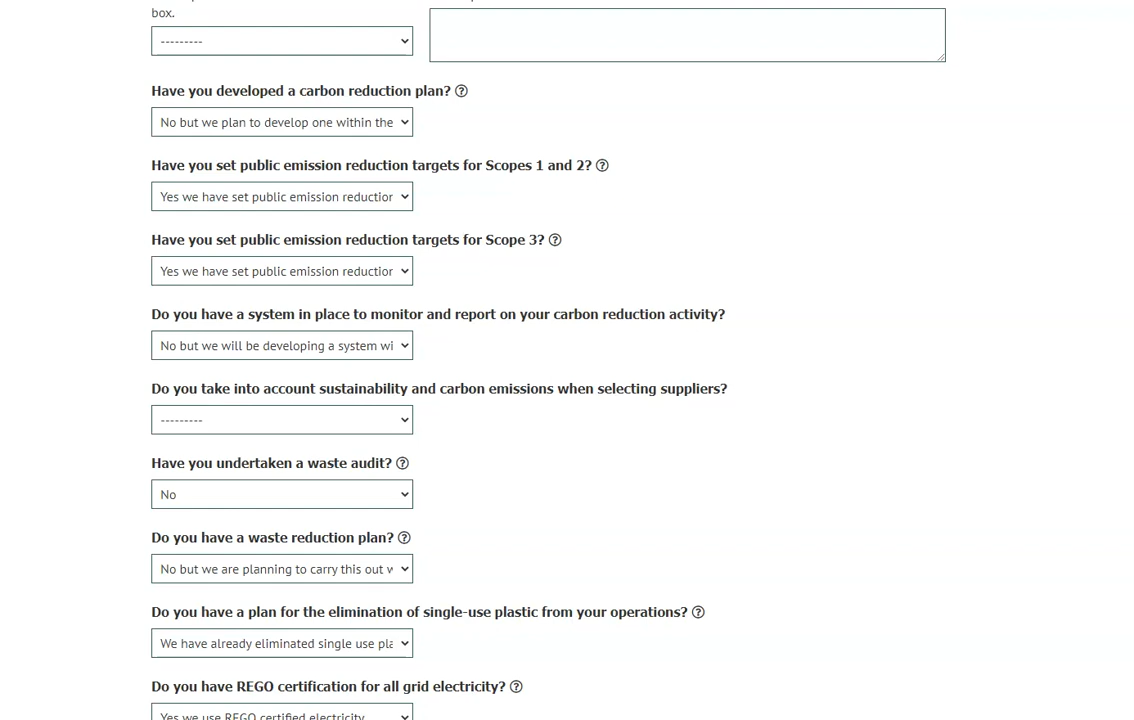 box.
---------
Have you developed a carbon reduction plan?
No but we plan to develop one within the
Have you set public emission reduction targets for Scopes 1 and 2?
Yes we have set public emission
Have you set public emission reduction targets for Scope 3?
Yes we have set public emission
Do you have a system in place to monitor and report on your carbon reduction activity?
No but we will be developing a system wi
Do you take into account sustainability and carbon emissions when selecting suppliers?
---------
Have you undertaken a waste audit?
No
Do you have a waste reduction plan?
No but we are planning to carry this out
Do you have a plan for the elimination of single-use plastic from your operations?
We have already eliminated single use pla
Do you have REGO certification for all grid electricity?
Yes we use REGO certified electricity